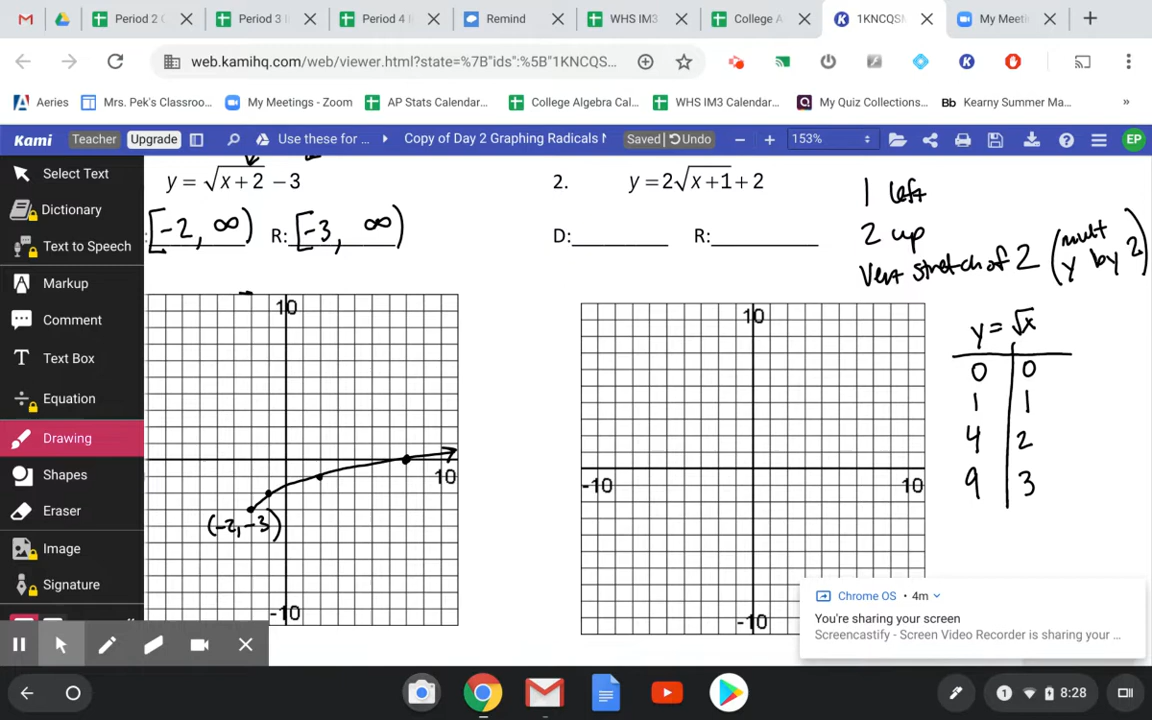 Period 2 G
Period 3 I
Period 4 I
Remind
WHS IM3
College A
1KNCQSM
My Meeti
web.kamihq.com/web/viewer.html?state=%7B"ids":%5B"1KNCQS...
Aeries
Mrs. Pek's Classroo...
My Meetings - Zoom
AP Stats Calendar...
College Algebra Cal...
WHS IM3 Calendar...
My Quiz Collections...
Bb Kearny Summer Ma...
»
Kami
Teacher
Upgrade
Use these for ...
Copy of Day 2 Graphing Radicals N
Saved
Undo
153%
EP
Select Text
Dictionary
Text to Speech
Markup
Comment
Text Box
Equation
Drawing
Shapes
Eraser
Image
Signature
y = √x + 2 − 3
: [-2, ∞) R: [-3, ∞)
10
10
(-2, -3)
-10
2. y = 2√x + 1 + 2
D:________ R:__________
1 left
2 up
Vert stretch of 2 (mult
y by 2)
10
-10
10
-10
y = √x
0 0
1 1
4 2
9 3
Chrome OS • 4m
You're sharing your screen
Screencastify - Screen Video Recorder is sharing your ...
1
8:28